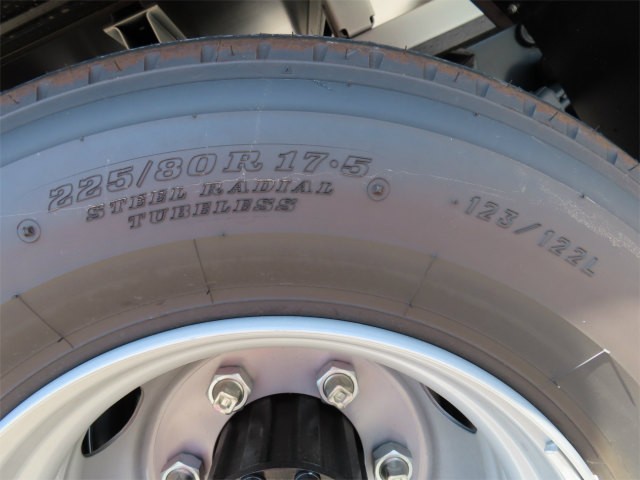 225/80R 17.5
STEEL RADIAL
TUBELESS
123/122L